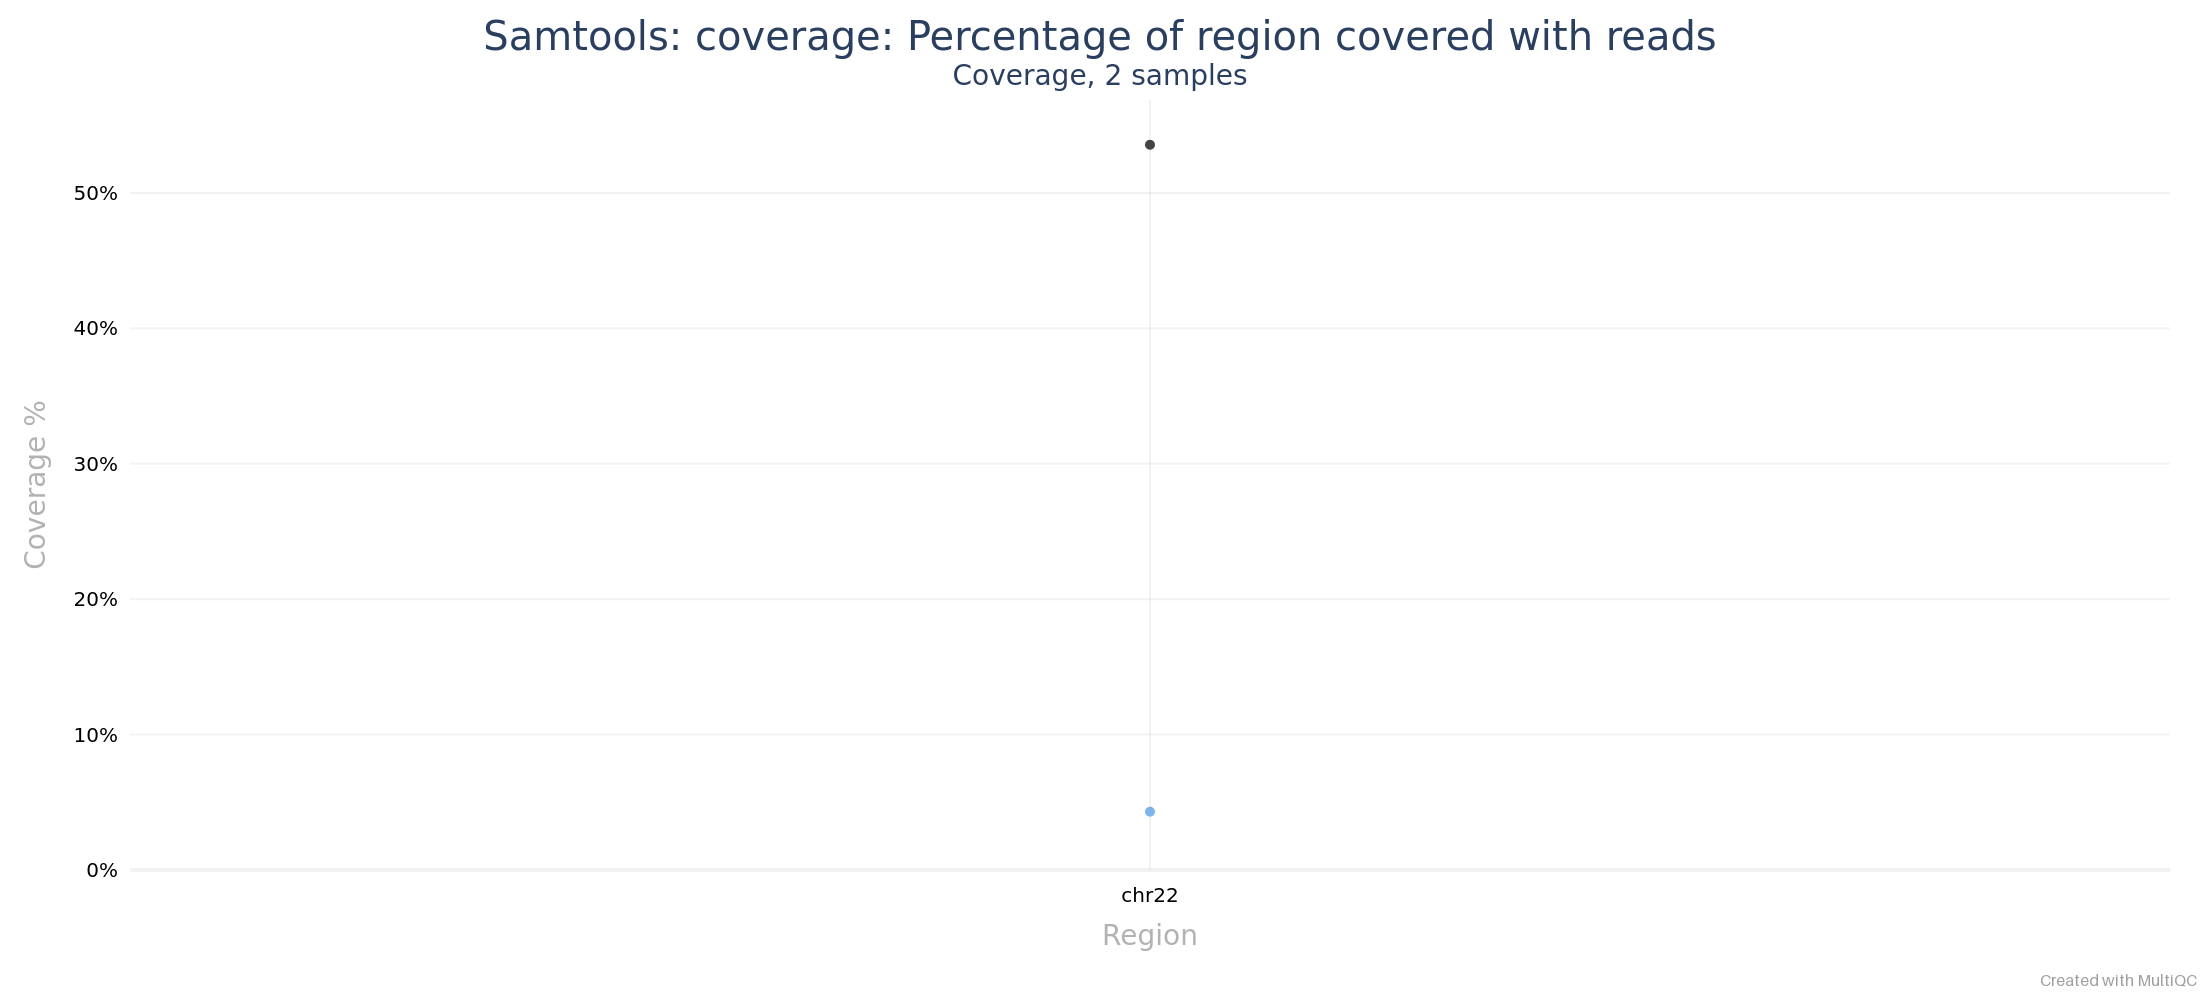 Samtools: coverage: Percentage of region covered with reads
Coverage, 2 samples
50%
40%
30%
20%
10%
0%
Coverage %
chr22
Region
Created with MultiQC